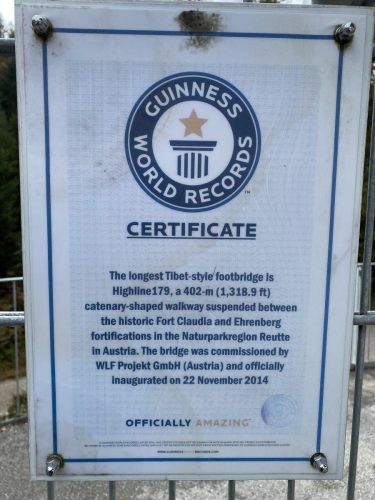 GUINNESS
WORLD RECORDS
TM
CERTIFICATE
The longest Tibet-style footbridge is
Highline179, a 402-m (1,318.9 ft)
catenary-shaped walkway suspended between
the historic Fort Claudia and Ehrenberg
fortifications in the Naturparkregion Reutte
in Austria. The bridge was commissioned by
WLF Projekt GmbH (Austria) and officially
inaugurated on 22 November 2014
OFFICIALLY AMAZING